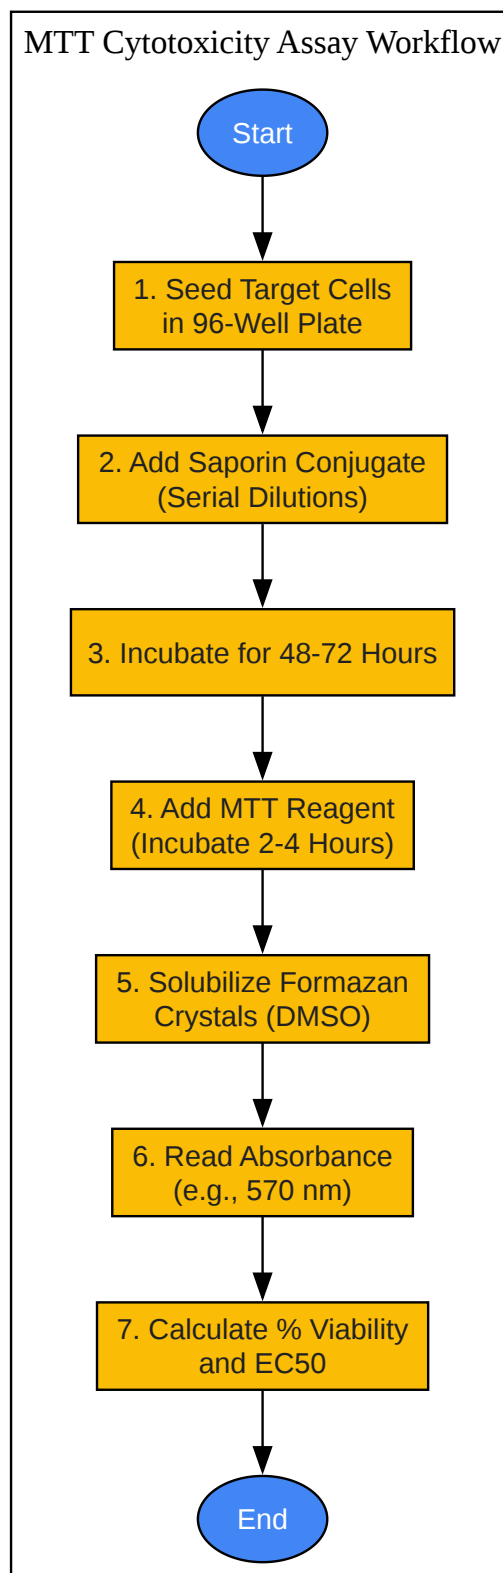 MTT Cytotoxicity Assay Workflow
Start
1. Seed Target Cells
in 96-Well Plate
2. Add Saporin Conjugate
(Serial Dilutions)
3. Incubate for 48-72 Hours
4. Add MTT Reagent
(Incubate 2-4 Hours)
5. Solubilize Formazan
Crystals (DMSO)
6. Read Absorbance
(e.g., 570 nm)
7. Calculate % Viability
and EC50
End